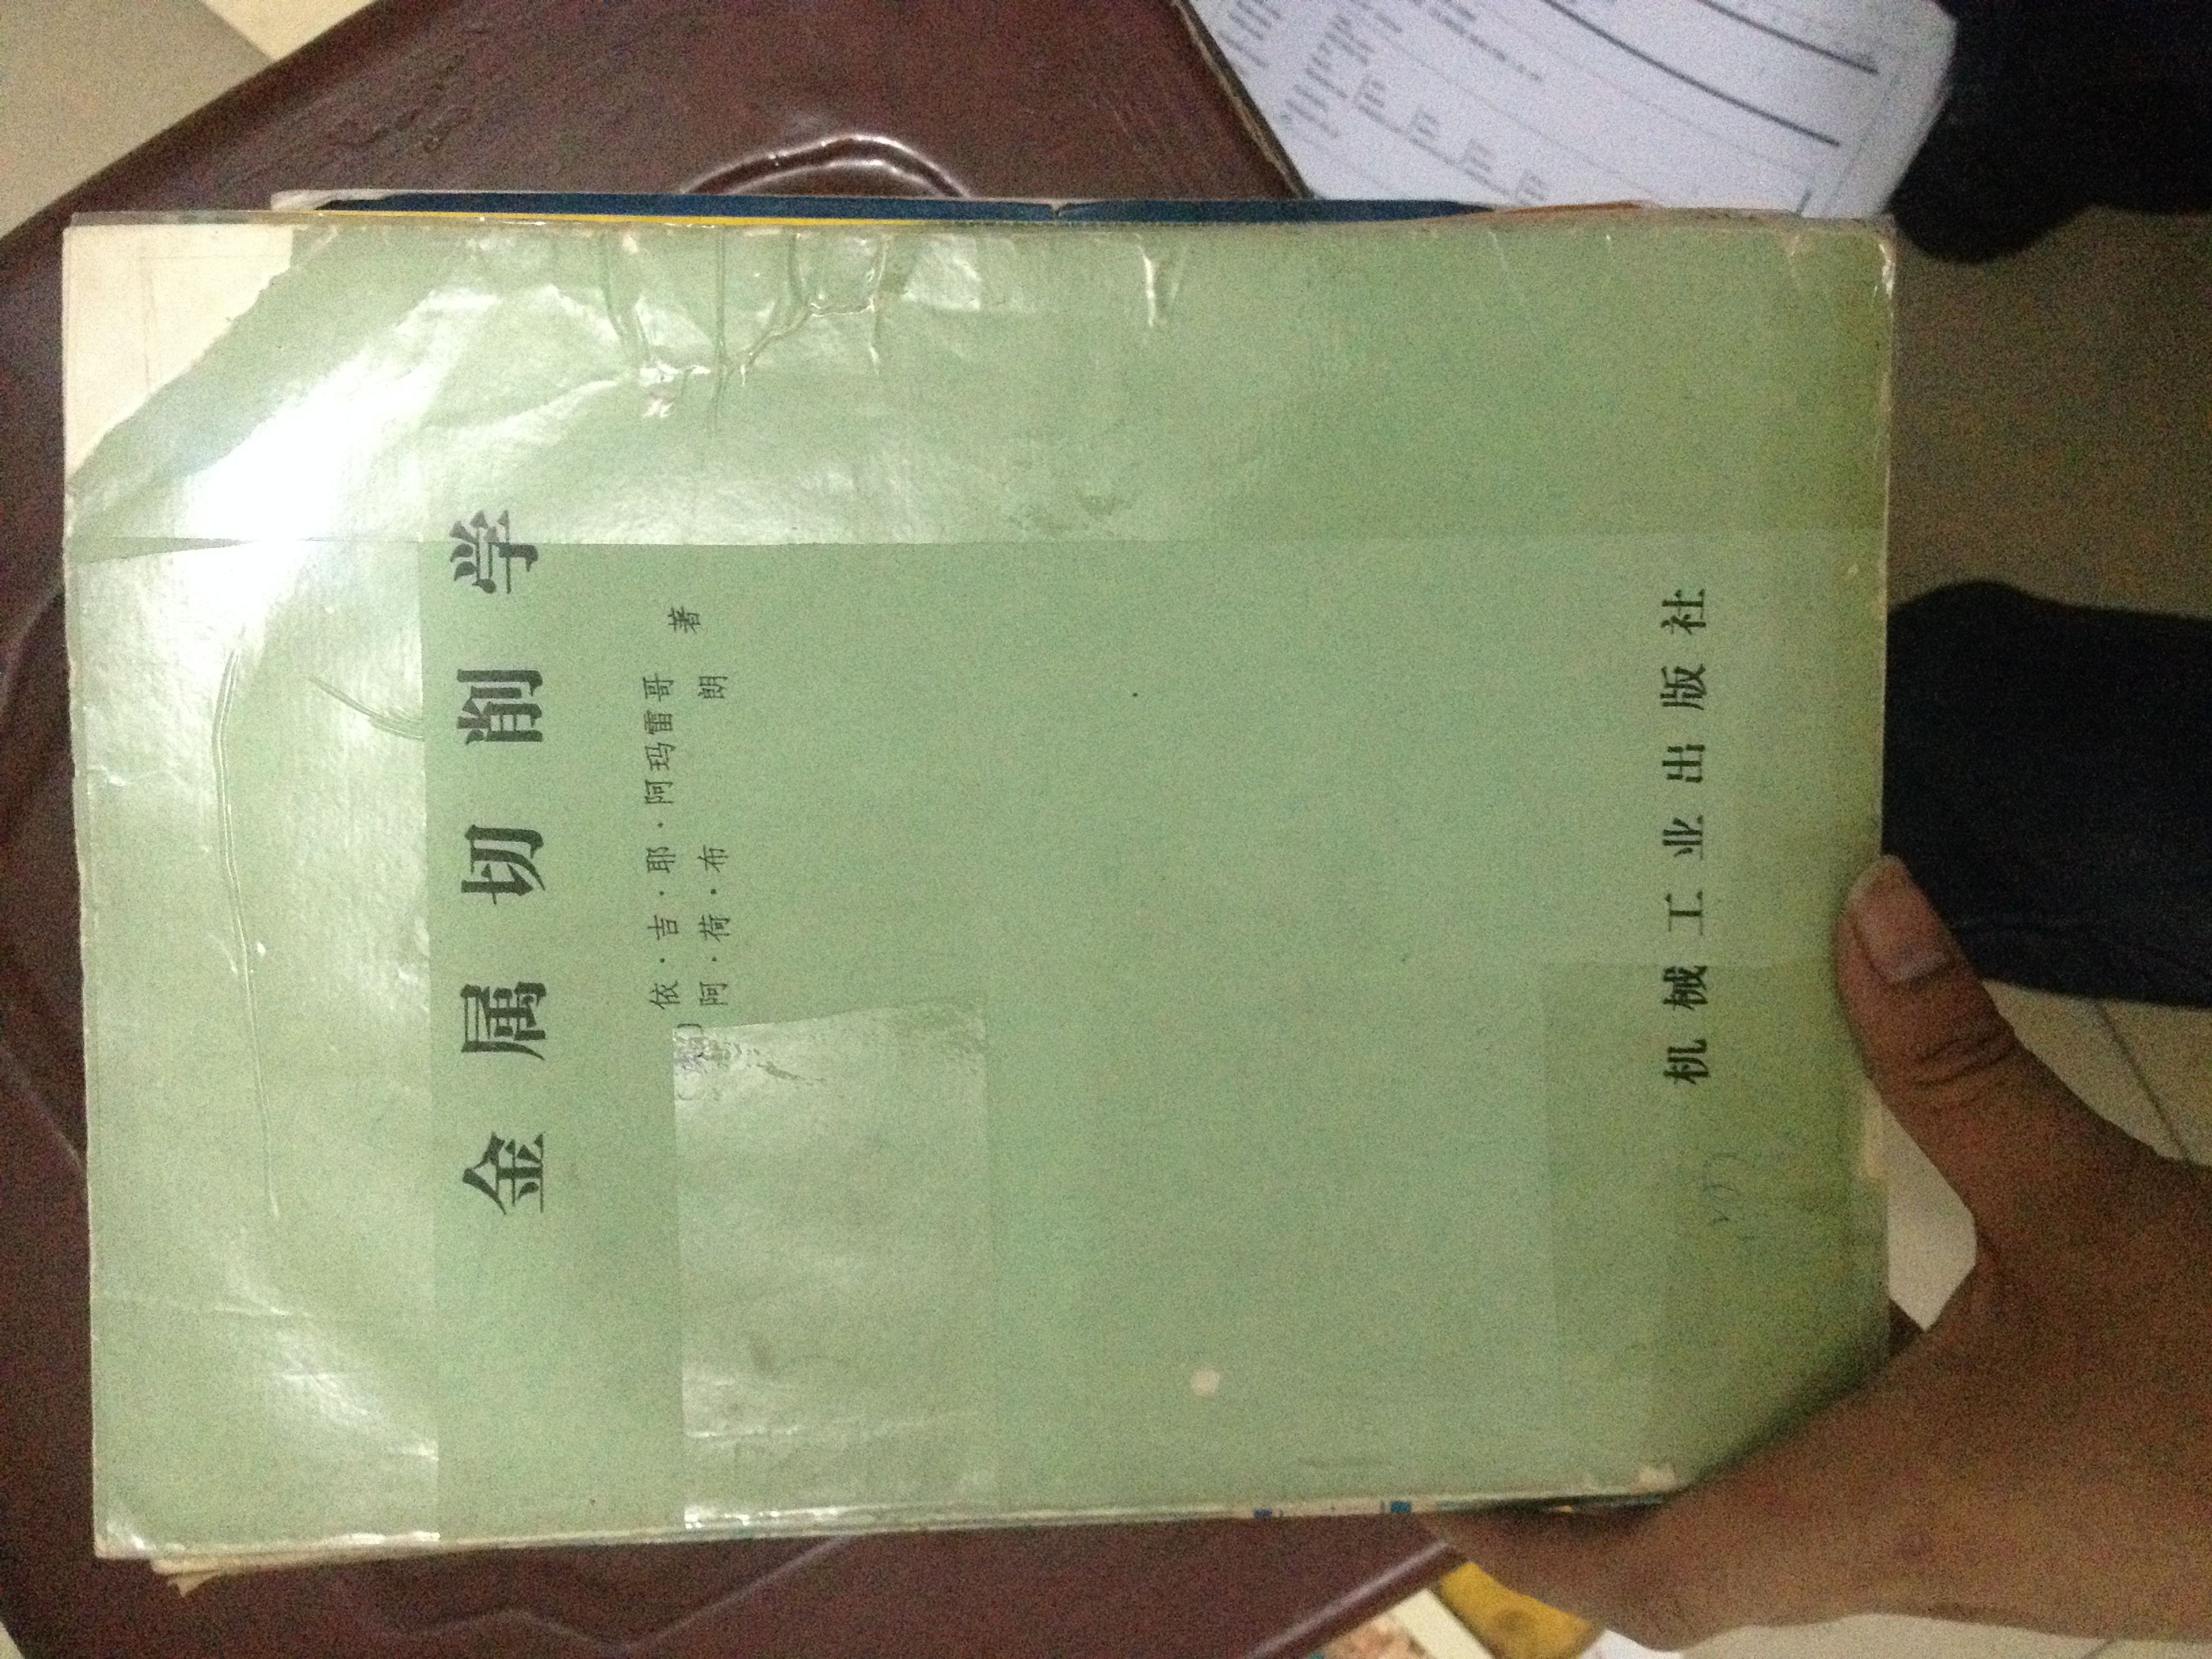 金属切削学
依·吉·耶·阿玛雷哥
阿·荷·布 朗
著
机械工业出版社